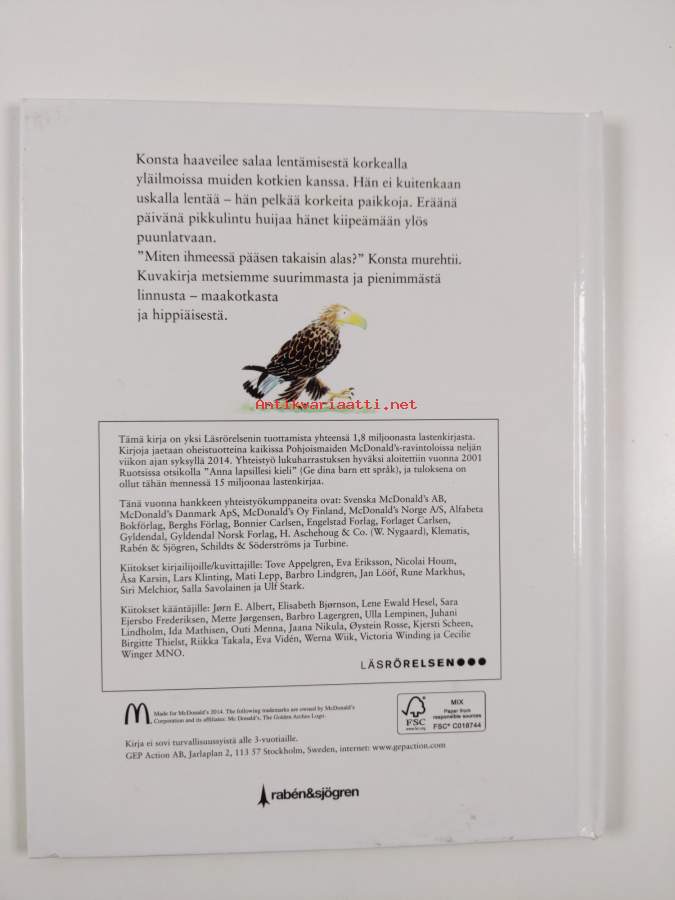 Konsta haaveilee salaa lentämisestä korkealla
yläilmoissa muiden kotkien kanssa. Hän ei kuitenkaan
uskalla lentää – hän pelkää korkeita paikkoja. Eräänä
päivänä pikkulintu huijaa hänet kiipeämään ylös
puunlatvaan.
”Miten ihmeessä pääsen takaisin alas?” Konsta murehtii.
Kuvakirja metsiemme suurimmasta ja pienimmästä
linnusta – maakotkasta
ja hippiäisestä.
Antikvariaatti.net
Tämä kirja on yksi Läsrörelsenin tuottamista yhteensä 1,8 miljoonasta lastenkirjasta.
Kirjoja jaetaan oheistuotteina kaikissa Pohjoismaiden McDonald's-ravintoloissa neljän
viikon ajan syksyllä 2014. Yhteistyö lukuharrastuksen hyväksi aloitettiin vuonna 2001
Ruotsissa otsikolla ”Anna lapsillesi kieli” (Ge dina barn ett språk), ja tuloksena on
ollut tähän mennessä 15 miljoonaa lastenkirjaa.
Tänä vuonna hankkeen yhteistyökumppaneita ovat: Svenska McDonald's AB,
McDonald's Danmark ApS, McDonald's Oy Finland, McDonald's Norge A/S, Alfabeta
Bokförlag, Berghs Förlag, Bonnier Carlsen, Engelstad Forlag, Forlaget Carlsen,
Gyldendal, Gyldendal Norsk Forlag, H. Aschehoug & Co. (W. Nygaard), Klematis,
Rabén & Sjögren, Schildts & Söderströms ja Turbine.
Kiitokset kirjailijoille/kuvittajille: Tove Appelgren, Eva Eriksson, Nicolai Houm,
Åsa Karsin, Lars Klinting, Mati Lepp, Barbro Lindgren, Jan Lööf, Rune Markhus,
Siri Melchior, Salla Savolainen ja Ulf Stark.
Kiitokset kääntäjille: Jørn E. Albert, Elisabeth Bjørnson, Lene Ewald Hesel, Sara
Ejersbo Frederiksen, Mette Jørgensen, Barbro Lagergren, Ulla Lempinen, Juhani
Lindholm, Ida Mathisen, Outi Menna, Jaana Nikula, Øystein Rosse, Kjersti Scheen,
Birgitte Thielst, Riikka Takala, Eva Vidén, Werna Wiik, Victoria Winding ja Cecilie
Winger MNO.
LÄSRÖRELSEN●●●
Made for McDonald's 2014. The following trademarks are owned by McDonald's
Corporation and its affiliates: Mc Donald's, The Golden Arches Logo.
FSC
www.fsc.org
MIX
Paper from
responsible sources
FSC® C018744
Kirja ei sovi turvallisuussyistä alle 3-vuotiaille.
GEP Action AB, Jarlaplan 2, 113 57 Stockholm, Sweden, internet: www.gepaction.com
rabén&sjögren